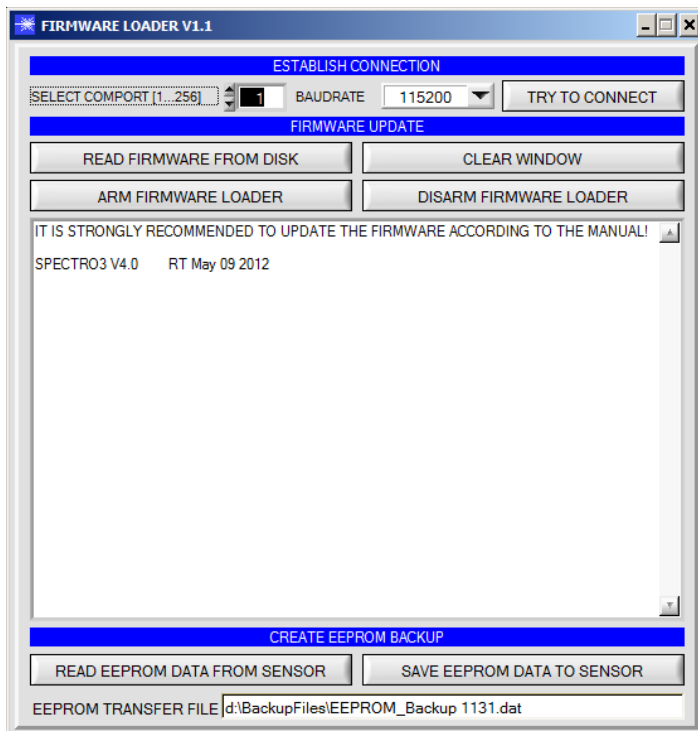 FIRMWARE LOADER V1.1
ESTABLISH CONNECTION
SELECT COMPORT [1...256] 1 BAUDRATE 115200 TRY TO CONNECT
FIRMWARE UPDATE
READ FIRMWARE FROM DISK CLEAR WINDOW
ARM FIRMWARE LOADER DISARM FIRMWARE LOADER
IT IS STRONGLY RECOMMENDED TO UPDATE THE FIRMWARE ACCORDING TO THE MANUAL!
SPECTRO3 V4.0 RT May 09 2012
CREATE EEPROM BACKUP
READ EEPROM DATA FROM SENSOR SAVE EEPROM DATA TO SENSOR
EEPROM TRANSFER FILE d:\BackupFiles\EEPROM_Backup 1131.dat